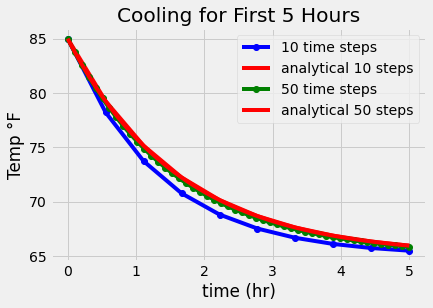 Cooling for First 5 Hours
10 time steps
analytical 10 steps
50 time steps
analytical 50 steps
Temp °F
85
80
75
70
65
0 1 2 3 4 5
time (hr)